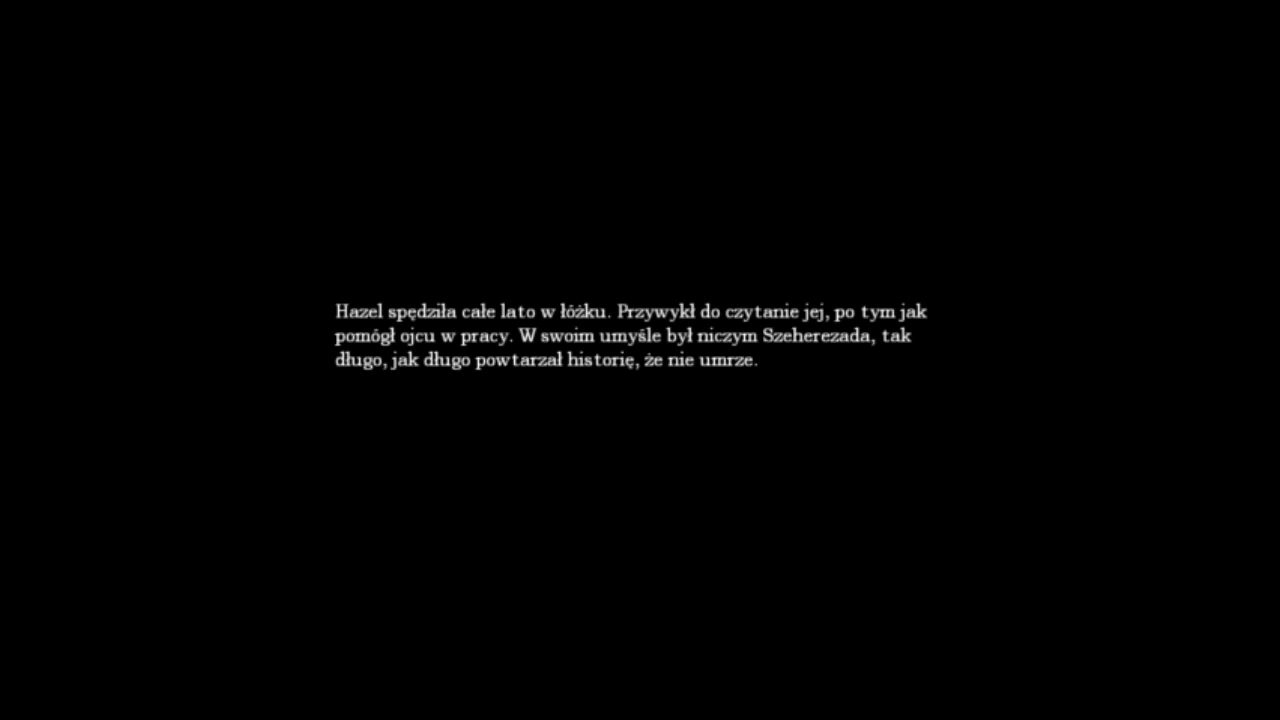 Hazel spędziła całe lato w łóżku. Przywykł do czytanie jej, po tym jak
pomógł ojcu w pracy. W swoim umyśle był niczym Szeherezada, tak
długo, jak długo powtarzał historię, że nie umrze.